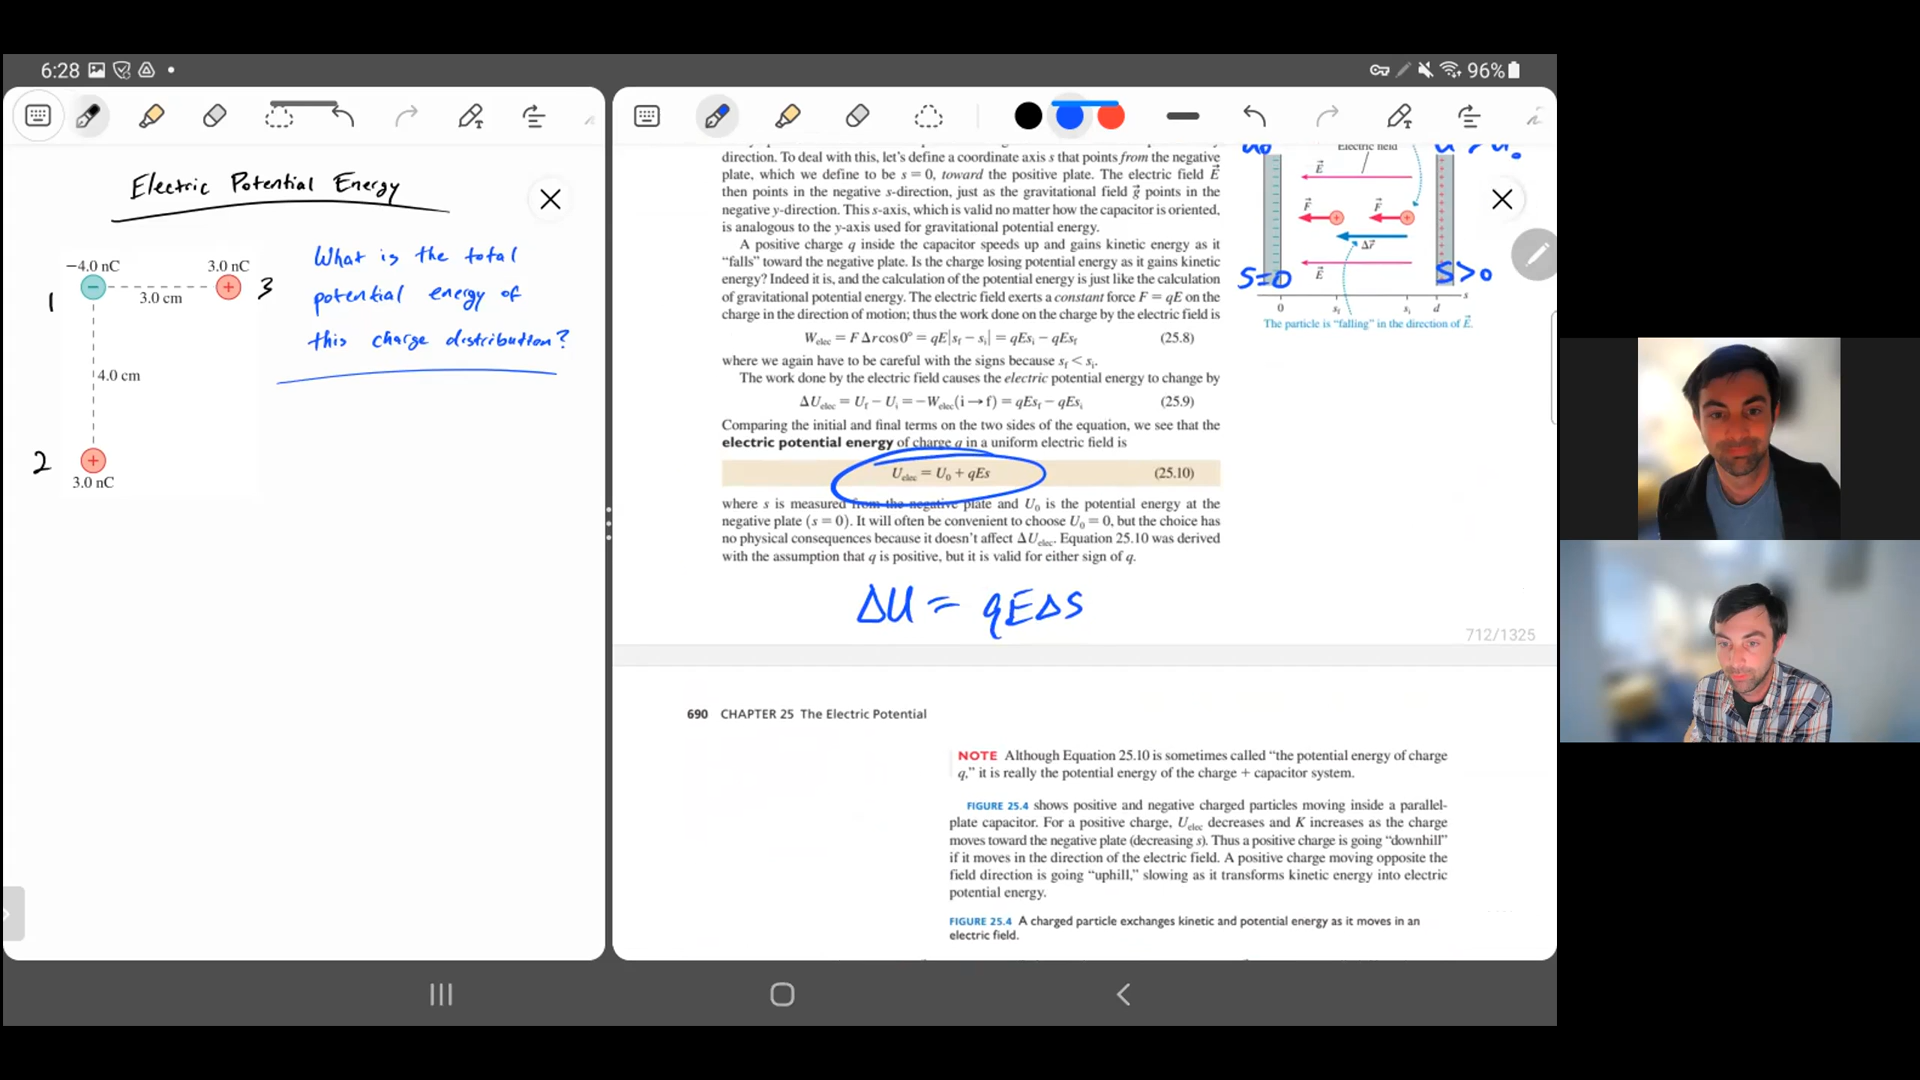 6:28
96%
Electric Potential Energy
−4.0 nC
3.0 nC
1
3.0 cm
3
4.0 cm
2
3.0 nC
What is the total
potential energy of
this charge distribution?
direction. To deal with this, let's define a coordinate axis s that points from the negative
plate, which we define to be s = 0, toward the positive plate. The electric field E⃗
then points in the negative s-direction, just as the gravitational field g⃗ points in the
negative y-direction. This s-axis, which is valid no matter how the capacitor is oriented,
is analogous to the y-axis used for gravitational potential energy.
A positive charge q inside the capacitor speeds up and gains kinetic energy as it
“falls” toward the negative plate. Is the charge losing potential energy as it gains kinetic
energy? Indeed it is, and the calculation of the potential energy is just like the calculation
of gravitational potential energy. The electric field exerts a constant force F = qE on the
charge in the direction of motion; thus the work done on the charge by the electric field is
W_elec = F Δr cos 0° = qE|s_f − s_i| = qEs_i − qEs_f (25.8)
where we again have to be careful with the signs because s_f < s_i.
The work done by the electric field causes the electric potential energy to change by
ΔU_elec = U_f − U_i = −W_elec(i → f) = qEs_f − qEs_i (25.9)
Comparing the initial and final terms on the two sides of the equation, we see that the
electric potential energy of charge q in a uniform electric field is
U_elec = U_0 + qEs (25.10)
where s is measured from the negative plate and U_0 is the potential energy at the
negative plate (s = 0). It will often be convenient to choose U_0 = 0, but the choice has
no physical consequences because it doesn't affect ΔU_elec. Equation 25.10 was derived
with the assumption that q is positive, but it is valid for either sign of q.
ΔU = qEΔs
712/1325
Electric field
E⃗
F⃗
F⃗
Δr⃗
E⃗
S=0
S>0
0
s_f
s_i
d
s
The particle is “falling” in the direction of E⃗.
690 CHAPTER 25 The Electric Potential
NOTE Although Equation 25.10 is sometimes called “the potential energy of charge
q,” it is really the potential energy of the charge + capacitor system.
FIGURE 25.4 shows positive and negative charged particles moving inside a parallel-
plate capacitor. For a positive charge, U_elec decreases and K increases as the charge
moves toward the negative plate (decreasing s). Thus a positive charge is going “downhill”
if it moves in the direction of the electric field. A positive charge moving opposite the
field direction is going “uphill,” slowing as it transforms kinetic energy into electric
potential energy.
FIGURE 25.4 A charged particle exchanges kinetic and potential energy as it moves in an
electric field.